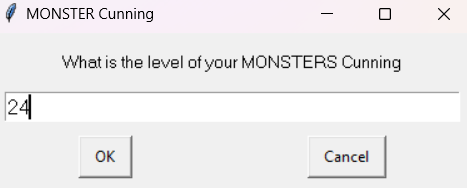 MONSTER Cunning
What is the level of your MONSTERS Cunning
24
OK Cancel